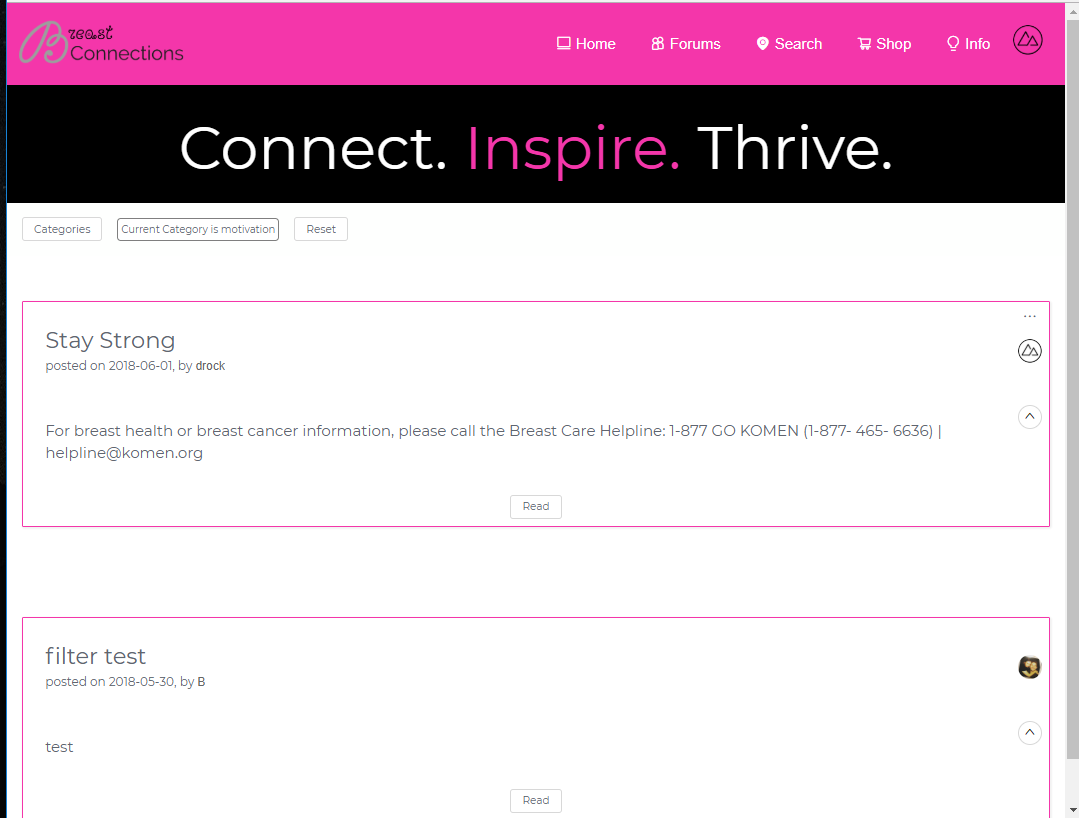 Breast
Connections
Home
Forums
Search
Shop
Info
Connect. Inspire. Thrive.
Categories
Current Category is motivation
Reset
...
Stay Strong
posted on 2018-06-01, by drock
For breast health or breast cancer information, please call the Breast Care Helpline: 1-877 GO KOMEN (1-877- 465- 6636) |
helpline@komen.org
Read
filter test
posted on 2018-05-30, by B
test
Read